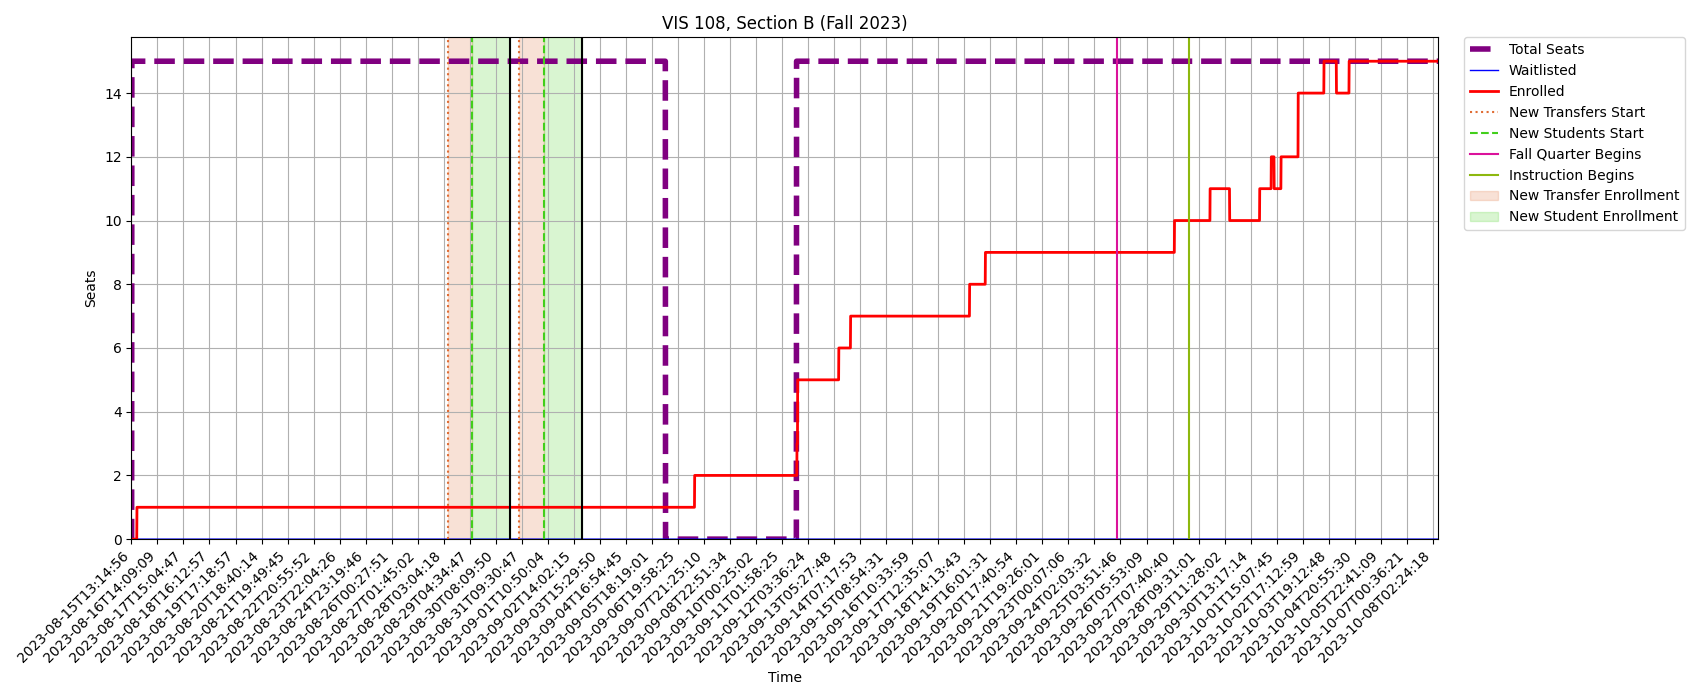 VIS 108, Section B (Fall 2023)
Total Seats
Waitlisted
Enrolled
New Transfers Start
New Students Start
Fall Quarter Begins
Instruction Begins
New Transfer Enrollment
New Student Enrollment
Seats
14
12
10
8
6
4
2
0
2023-08-15T13:14:56
2023-08-16T14:09:09
2023-08-17T15:04:47
2023-08-18T16:12:57
2023-08-19T17:18:57
2023-08-20T18:40:14
2023-08-21T19:49:45
2023-08-22T20:55:52
2023-08-23T22:04:26
2023-08-24T23:19:46
2023-08-26T00:27:51
2023-08-27T01:45:02
2023-08-28T03:04:18
2023-08-29T04:34:47
2023-08-30T08:09:50
2023-08-31T09:30:47
2023-09-01T10:50:04
2023-09-02T14:02:15
2023-09-03T15:29:50
2023-09-04T16:54:45
2023-09-05T18:19:01
2023-09-06T19:58:25
2023-09-07T21:25:10
2023-09-08T22:51:34
2023-09-10T00:25:02
2023-09-11T01:58:25
2023-09-12T03:36:24
2023-09-13T05:27:48
2023-09-14T07:17:53
2023-09-15T08:54:31
2023-09-16T10:33:59
2023-09-17T12:35:07
2023-09-18T14:13:43
2023-09-19T16:01:31
2023-09-20T17:40:54
2023-09-21T19:26:01
2023-09-23T00:07:06
2023-09-24T02:03:32
2023-09-25T03:51:46
2023-09-26T05:53:09
2023-09-27T07:40:40
2023-09-28T09:31:01
2023-09-29T11:28:02
2023-09-30T13:17:14
2023-10-01T15:07:45
2023-10-02T17:12:59
2023-10-03T19:12:48
2023-10-04T20:55:30
2023-10-05T22:41:09
2023-10-07T00:36:21
2023-10-08T02:24:18
Time